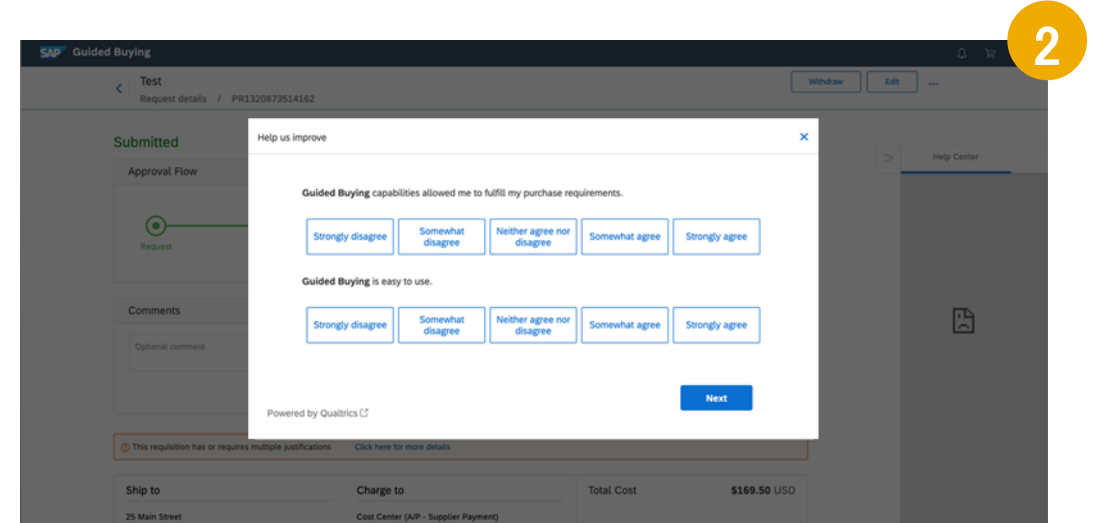 2
SAP Guided Buying
Test
Request details / PR1320873514162
Withdraw
Edit
...
Submitted
Approval Flow
Request
Comments
Optional comment
Help us improve
Guided Buying capabilities allowed me to fulfill my purchase requirements.
Strongly disagree
Somewhat
disagree
Neither agree nor
disagree
Somewhat agree
Strongly agree
Guided Buying is easy to use.
Strongly disagree
Somewhat
disagree
Neither agree nor
disagree
Somewhat agree
Strongly agree
Next
Powered by Qualtrics
Help Center
This requisition has or requires multiple justifications Click here for more details
Ship to
25 Main Street
Charge to
Cost Center (A/P - Supplier Payment)
Total Cost $169.50 USD